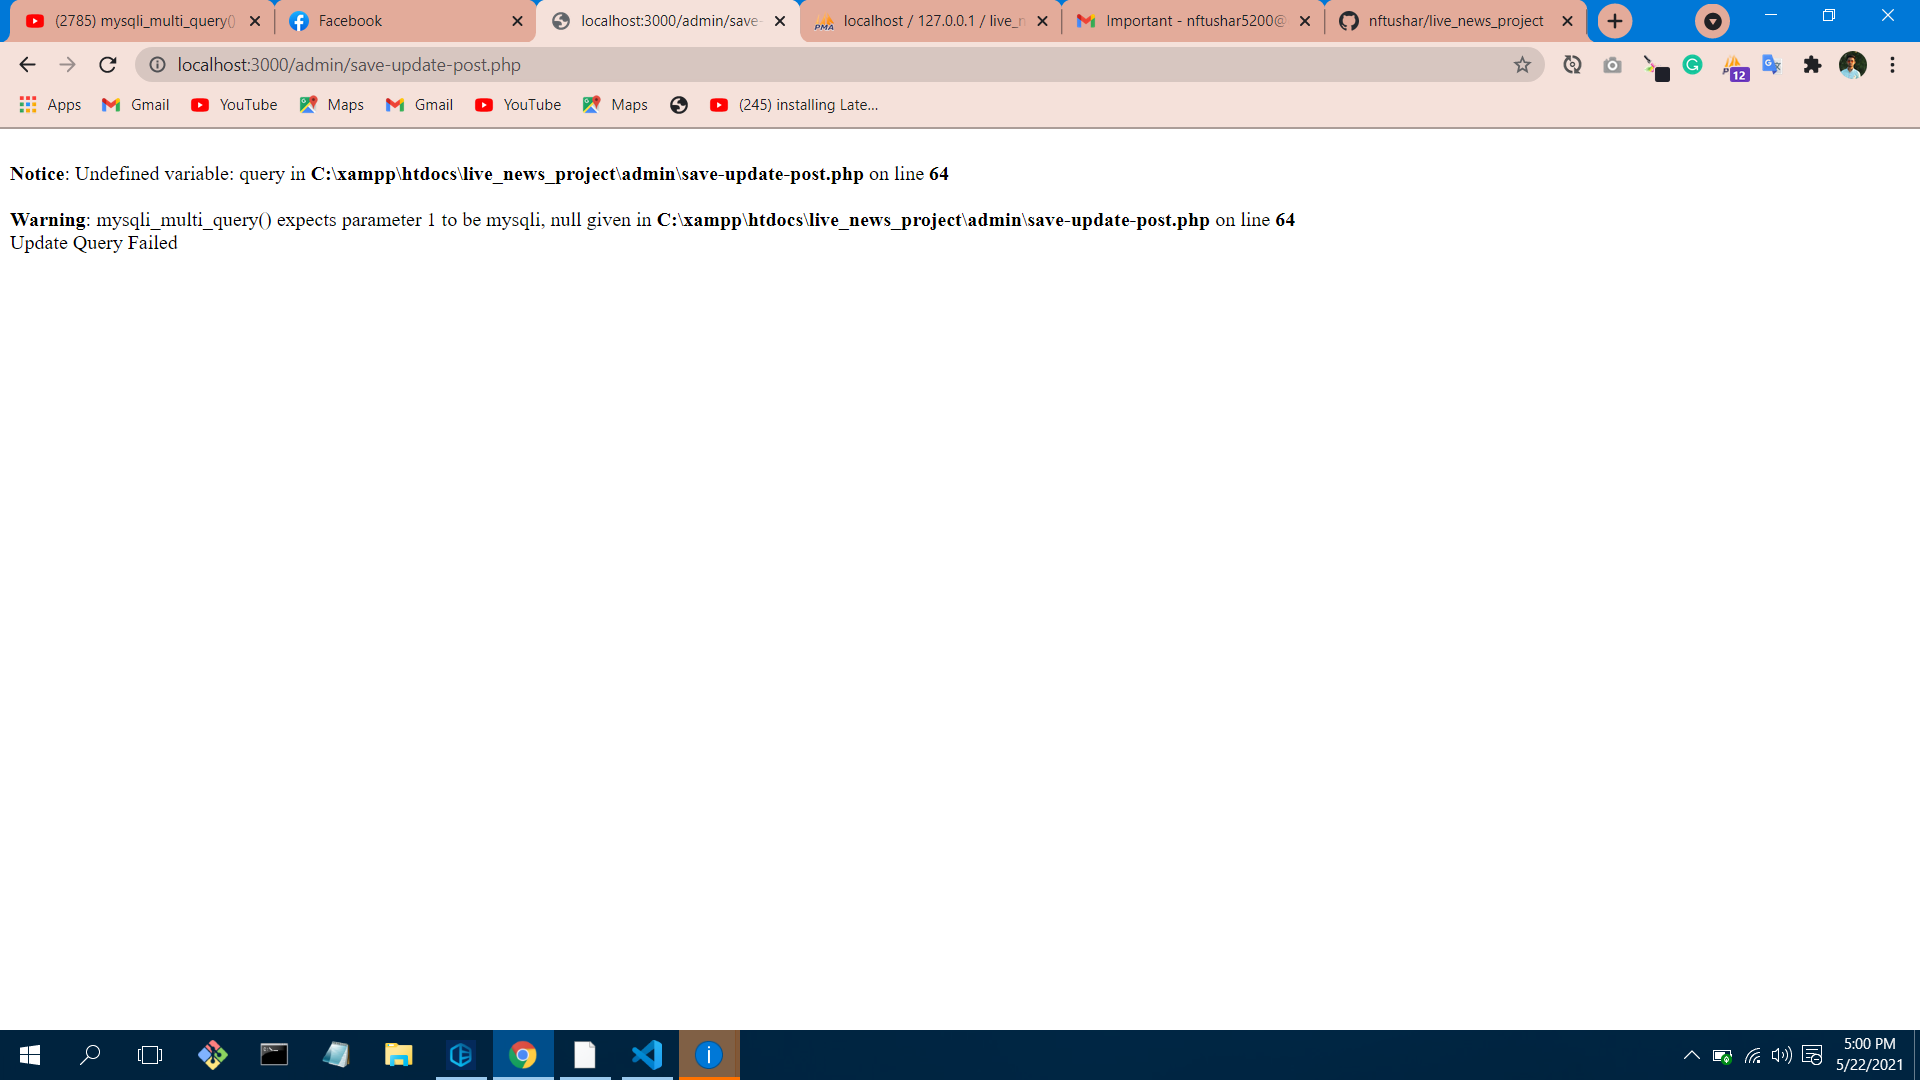 (2785) mysqli_multi_query()
Facebook
localhost:3000/admin/save-
localhost / 127.0.0.1 / live_n
Important - nftushar5200@
nftushar/live_news_project
localhost:3000/admin/save-update-post.php
12
Apps
Gmail
YouTube
Maps
Gmail
YouTube
Maps
(245) installing Late...
Notice: Undefined variable: query in C:\xampp\htdocs\live_news_project\admin\save-update-post.php on line 64
Warning: mysqli_multi_query() expects parameter 1 to be mysqli, null given in C:\xampp\htdocs\live_news_project\admin\save-update-post.php on line 64
Update Query Failed
5:00 PM
5/22/2021